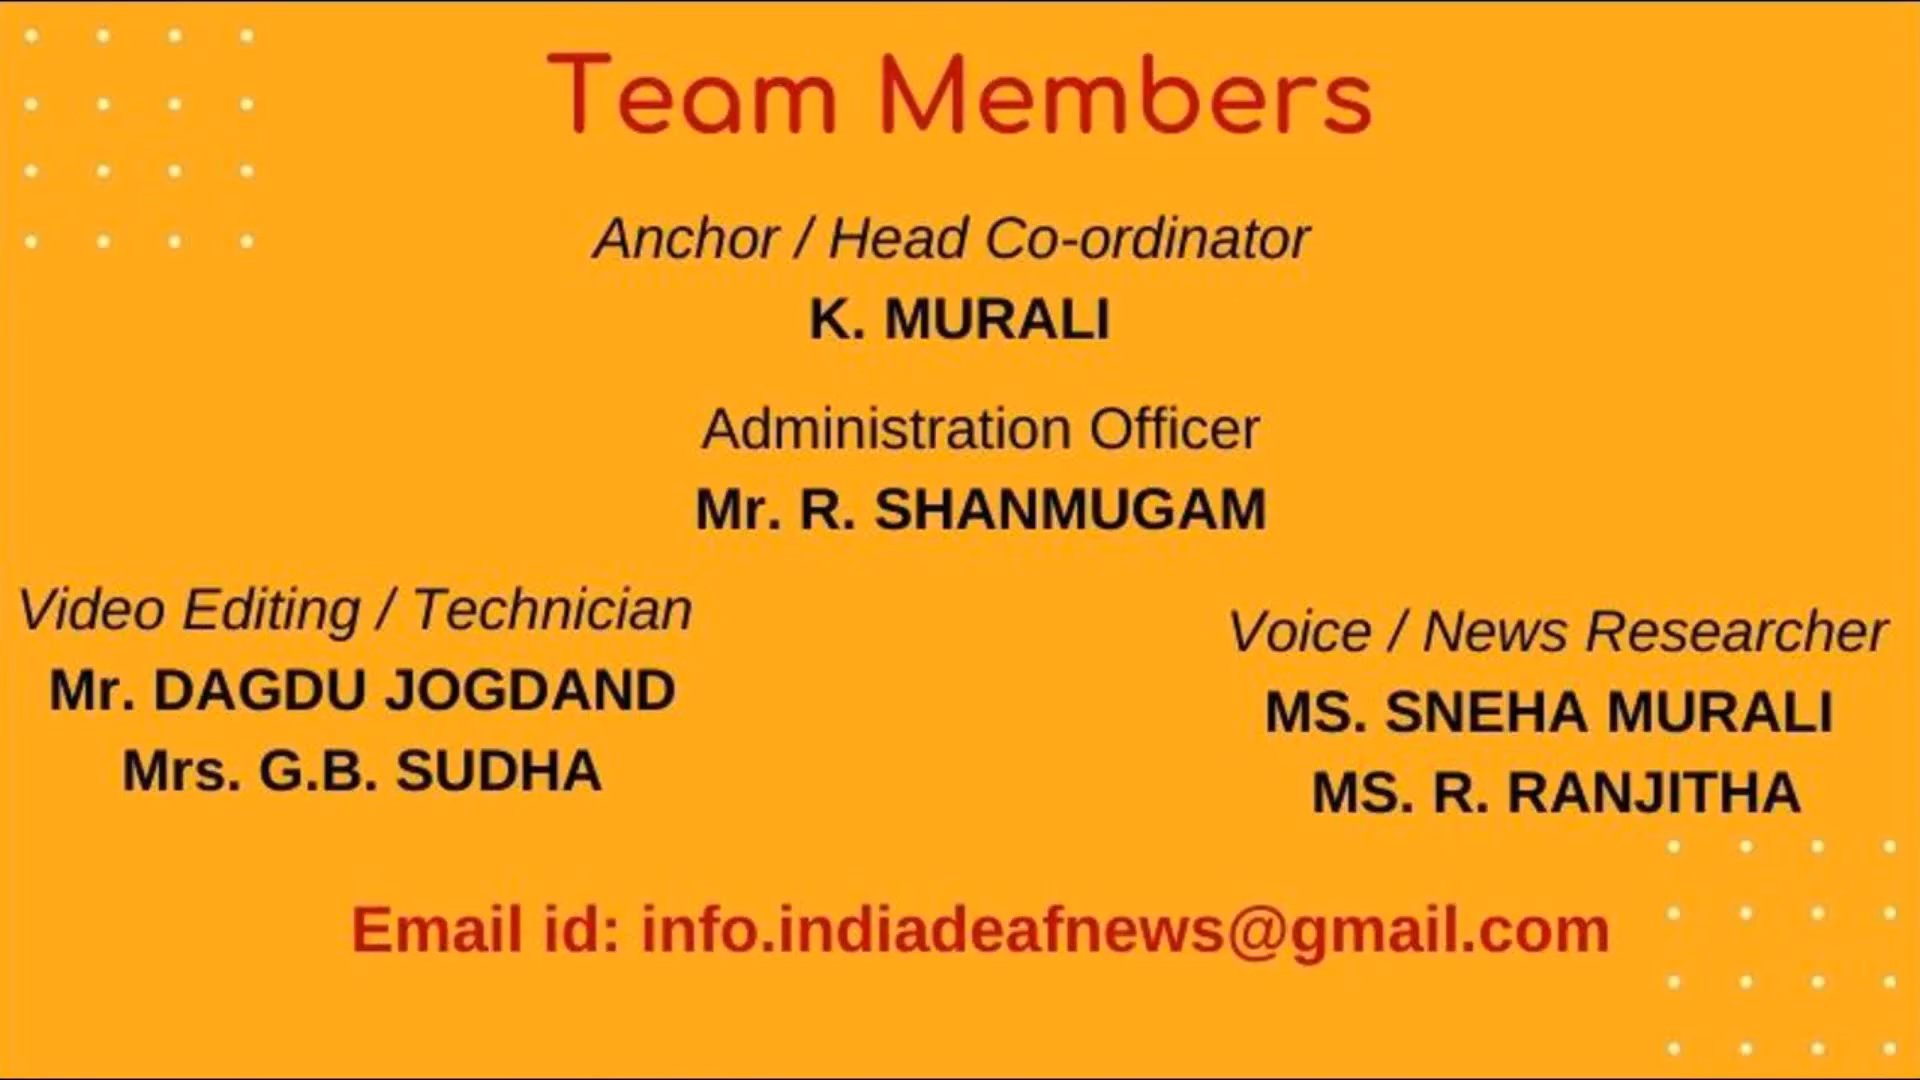 Team Members
Anchor / Head Co-ordinator
K. MURALI
Administration Officer
Mr. R. SHANMUGAM
Video Editing / Technician
Mr. DAGDU JOGDAND
Mrs. G.B. SUDHA
Voice / News Researcher
MS. SNEHA MURALI
MS. R. RANJITHA
Email id: info.indiadeafnews@gmail.com